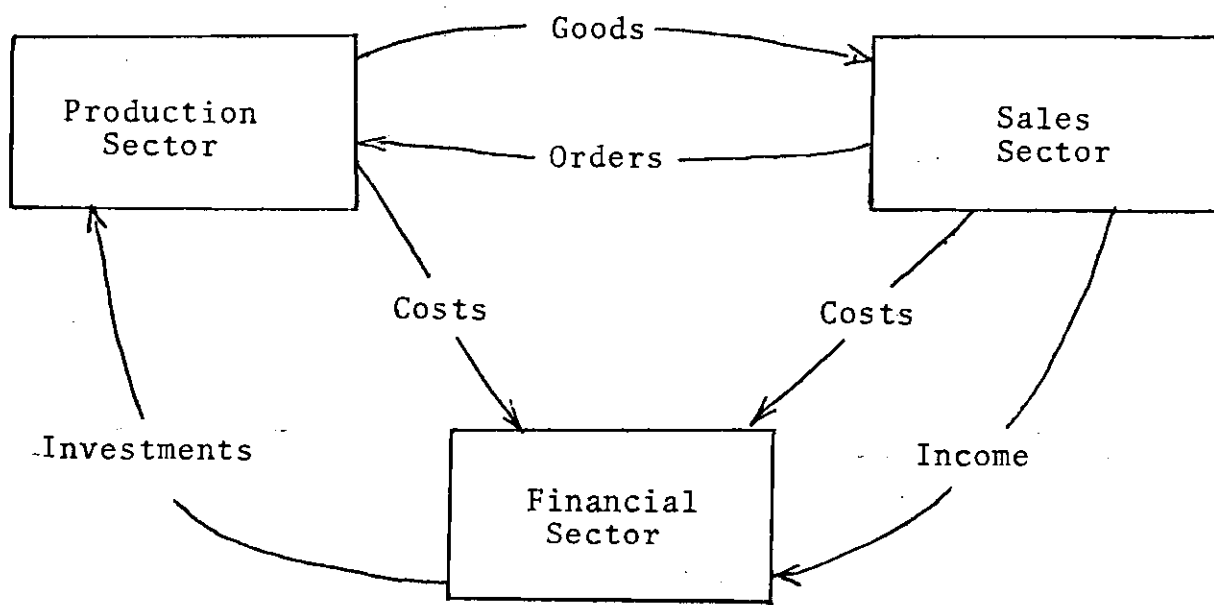 Goods
Production
Sector
Sales
Sector
Orders
Costs
Costs
Investments
Income
Financial
Sector